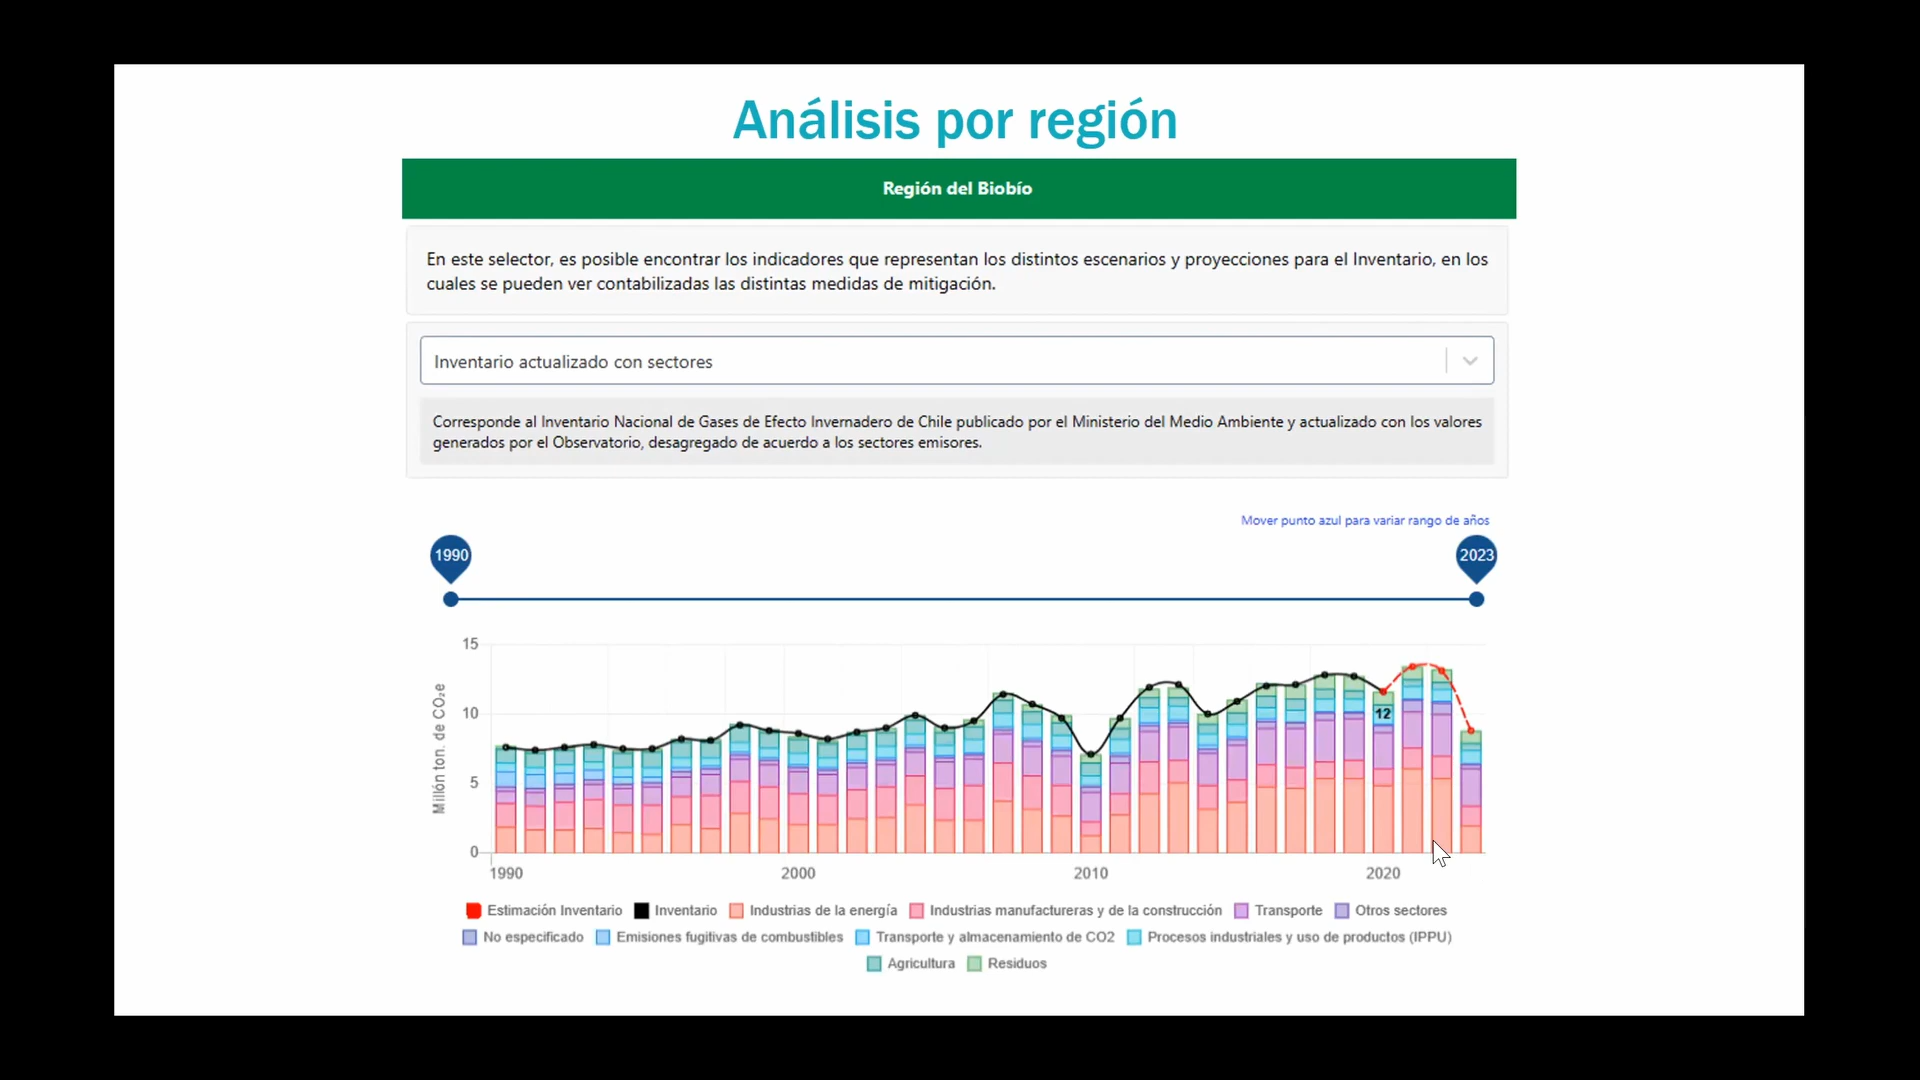 Análisis por región
Región del Biobío
En este selector, es posible encontrar los indicadores que representan los distintos escenarios y proyecciones para el Inventario, en los
cuales se pueden ver contabilizadas las distintas medidas de mitigación.
Inventario actualizado con sectores
Corresponde al Inventario Nacional de Gases de Efecto Invernadero de Chile publicado por el Ministerio del Medio Ambiente y actualizado con los valores
generados por el Observatorio, desagregado de acuerdo a los sectores emisores.
Mover punto azul para variar rango de años
1990 2023
Millón ton. de CO₂e
15
10
5
0
12
1990 2000 2010 2020
Estimación Inventario Inventario Industrias de la energía Industrias manufactureras y de la construcción Transporte Otros sectores
No especificado Emisiones fugitivas de combustibles Transporte y almacenamiento de CO2 Procesos industriales y uso de productos (IPPU)
Agricultura Residuos